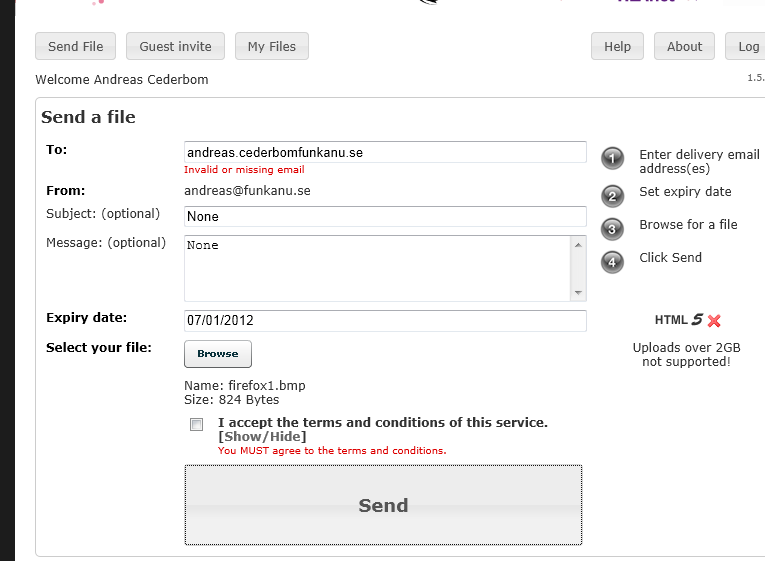 Send File Guest invite My Files Help About Log
Welcome Andreas Cederbom 1.5.
Send a file
To: andreas.cederbomfunkanu.se
Invalid or missing email
From: andreas@funkanu.se
Subject: (optional) None
Message: (optional) None
Expiry date: 07/01/2012
Select your file: Browse
Name: firefox1.bmp
Size: 824 Bytes
I accept the terms and conditions of this service.
[Show/Hide]
You MUST agree to the terms and conditions.
Send
1 Enter delivery email
address(es)
2 Set expiry date
3 Browse for a file
4 Click Send
HTML 5
Uploads over 2GB
not supported!